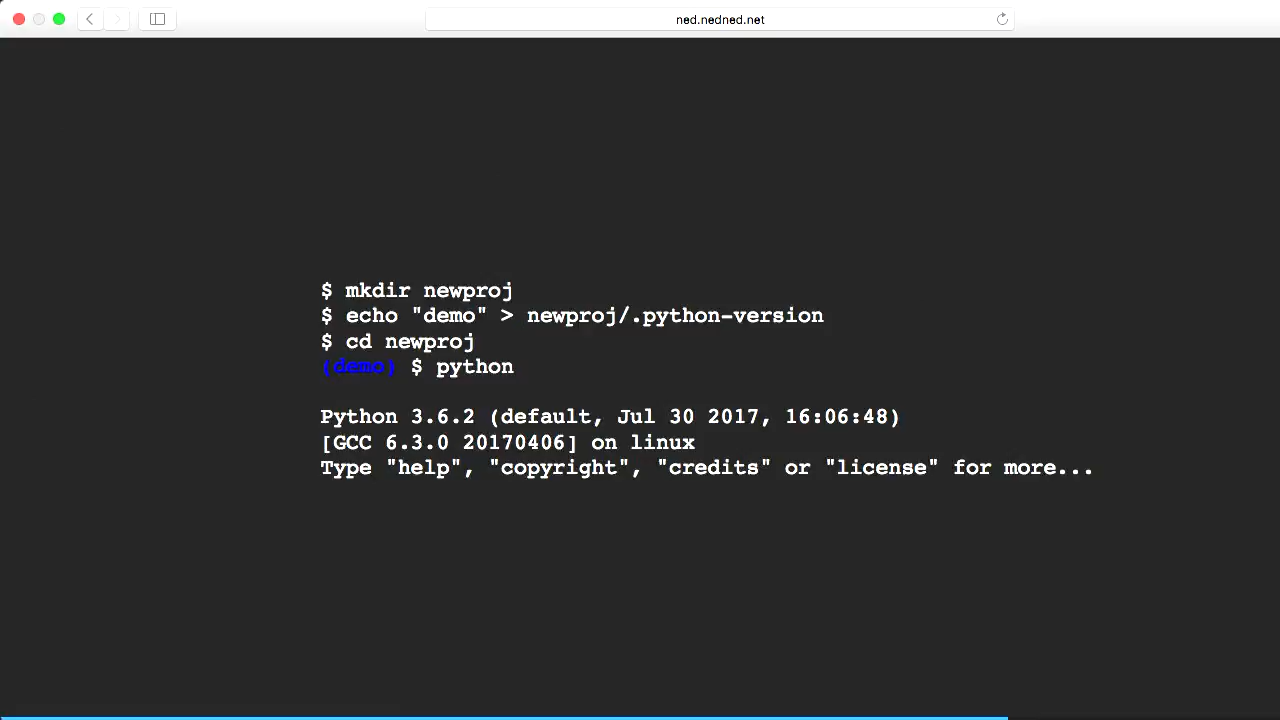 ned.nedned.net
$ mkdir newproj
$ echo "demo" > newproj/.python-version
$ cd newproj
(demo) $ python
Python 3.6.2 (default, Jul 30 2017, 16:06:48)
[GCC 6.3.0 20170406] on linux
Type "help", "copyright", "credits" or "license" for more...